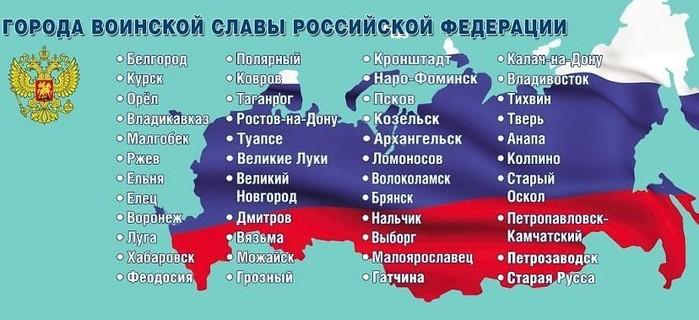 ГОРОДА ВОИНСКОЙ СЛАВЫ РОССИЙСКОЙ ФЕДЕРАЦИИ
• Белгород
• Курск
• Орёл
• Владикавказ
• Малгобек
• Ржев
• Ельня
• Елец
• Воронеж
• Луга
• Хабаровск
• Феодосия
• Полярный
• Ковров
• Таганрог
• Ростов-на-Дону
• Туапсе
• Великие Луки
• Великий
Новгород
• Дмитров
• Вязьма
• Можайск
• Грозный
• Кронштадт
• Наро-Фоминск
• Псков
• Козельск
• Архангельск
• Ломоносов
• Волоколамск
• Брянск
• Нальчик
• Выборг
• Малоярославец
• Гатчина
• Калач-на-Дону
• Владивосток
• Тихвин
• Тверь
• Анапа
• Колпино
• Старый
Оскол
• Петропавловск-
Камчатский
• Петрозаводск
• Старая Русса